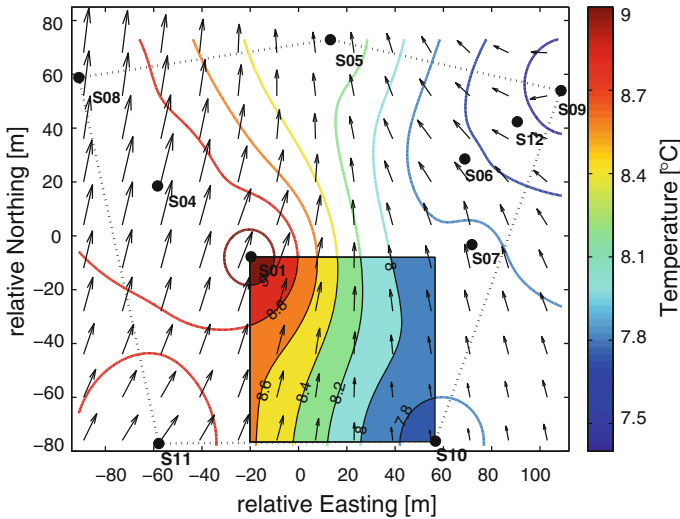 80
60
40
20
0
−20
−40
−60
−80
relative Northing [m]
−80 −60 −40 −20 0 20 40 60 80 100
relative Easting [m]
S05
S08
S09
S12
S06
S04
S07
S01
S11
S10
8.8
8.6
8.4
8.2
8
8
7.8
9
8.7
8.4
8.1
7.8
7.5
Temperature [°C]